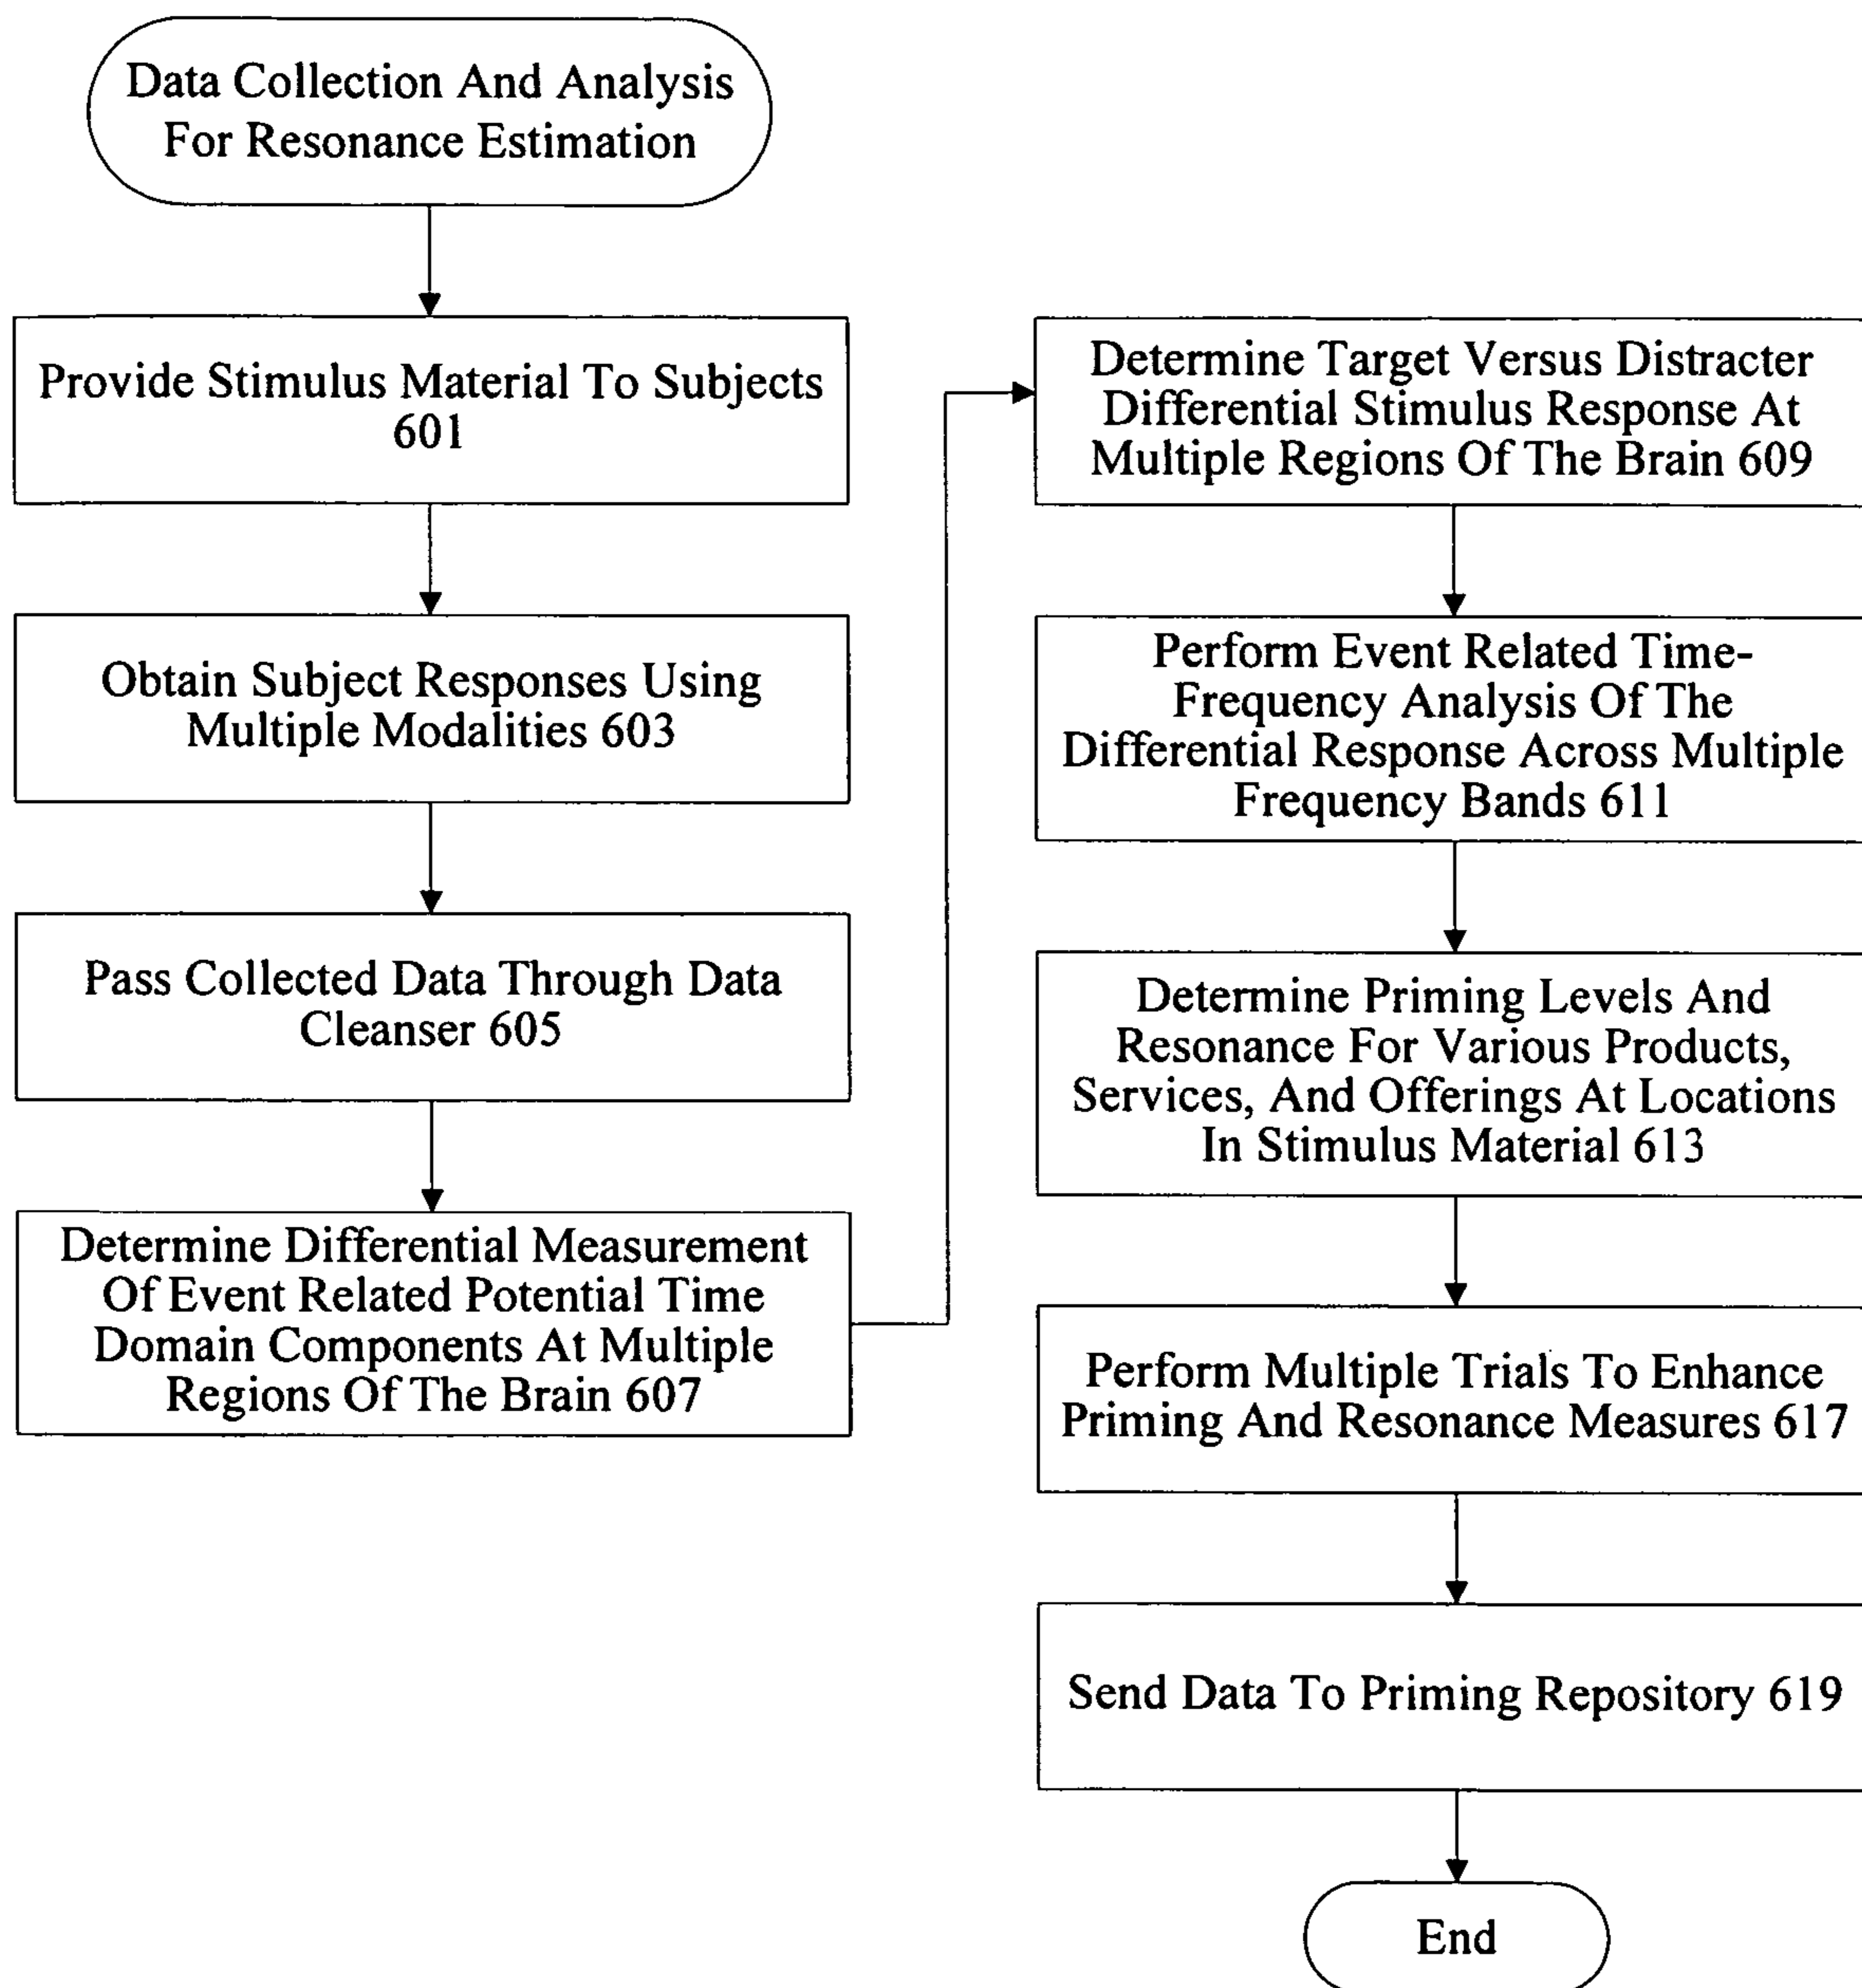 Data Collection And Analysis
For Resonance Estimation
Provide Stimulus Material To Subjects
601
Obtain Subject Responses Using
Multiple Modalities 603
Pass Collected Data Through Data
Cleanser 605
Determine Differential Measurement
Of Event Related Potential Time
Domain Components At Multiple
Regions Of The Brain 607
Determine Target Versus Distracter
Differential Stimulus Response At
Multiple Regions Of The Brain 609
Perform Event Related Time-
Frequency Analysis Of The
Differential Response Across Multiple
Frequency Bands 611
Determine Priming Levels And
Resonance For Various Products,
Services, And Offerings At Locations
In Stimulus Material 613
Perform Multiple Trials To Enhance
Priming And Resonance Measures 617
Send Data To Priming Repository 619
End